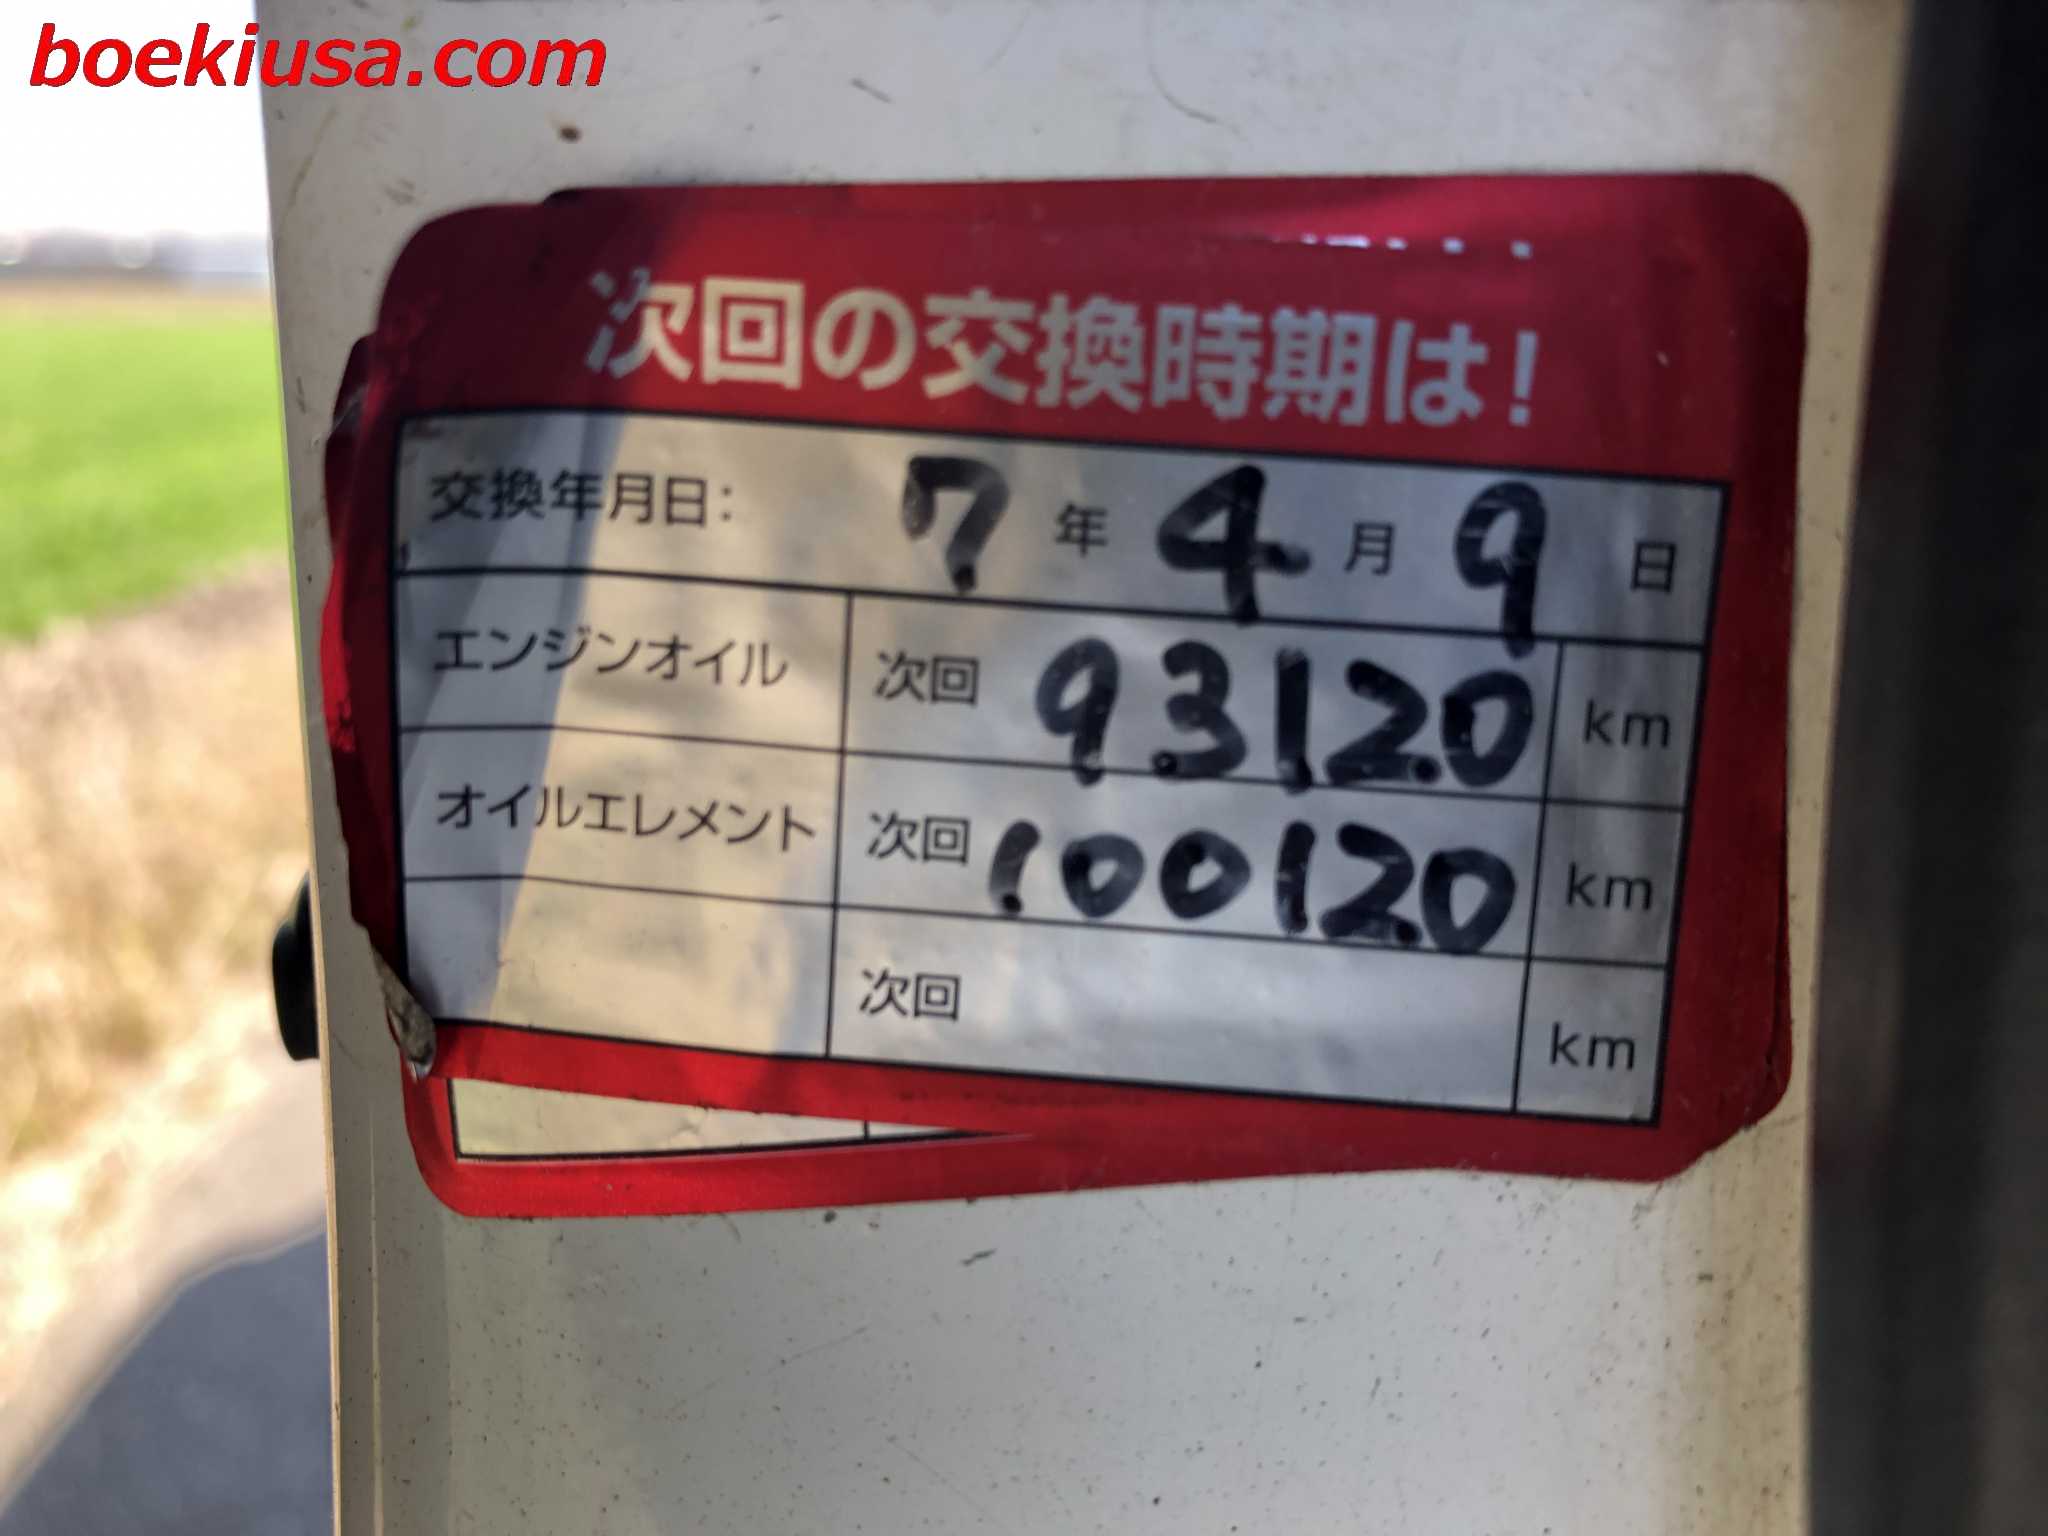 boekiusa.com
次回の交換時期は!
交換年月日: 7 年 4 月 9 日
エンジンオイル 次回 93120 km
オイルエレメント 次回 100120 km
次回 km